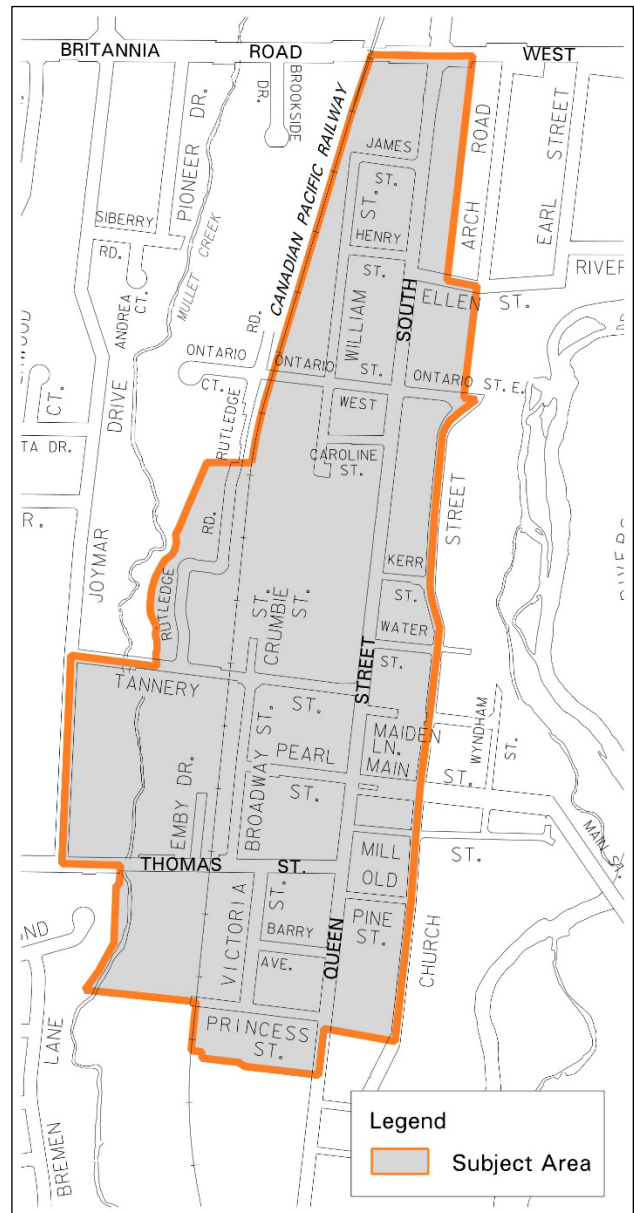 BRITANNIA ROAD WEST
PIONEER DR.
BROOKSIDE DR.
CANADIAN PACIFIC RAILWAY
JAMES ST.
ARCH ROAD
EARL STREET
SIBERRY RD.
MULLET CREEK
ANDREA CT.
HENRY ST.
WILLIAM ST.
SOUTH
ELLEN ST.
RIVER
ONTARIO CT.
RUTLEDGE RD.
ONTARIO ST. WEST
ONTARIO ST. E.
CT.
TA DR.
R.
DRIVE
JOYMAR
CAROLINE ST.
STREET
RUTLEDGE RD.
KERR ST.
CRUMBIE ST.
ST.
WATER ST.
RIVERS
TANNERY ST.
STREET
WYNDHAM ST.
MAIDEN LN.
BROADWAY ST.
PEARL ST.
MAIN ST.
EMBY DR.
MAIN ST.
THOMAS ST.
MILL ST.
OLD
PINE ST.
VICTORIA
ST.
BARRY AVE.
QUEEN
CHURCH
ND
PRINCESS ST.
BREMEN LANE
Legend
Subject Area